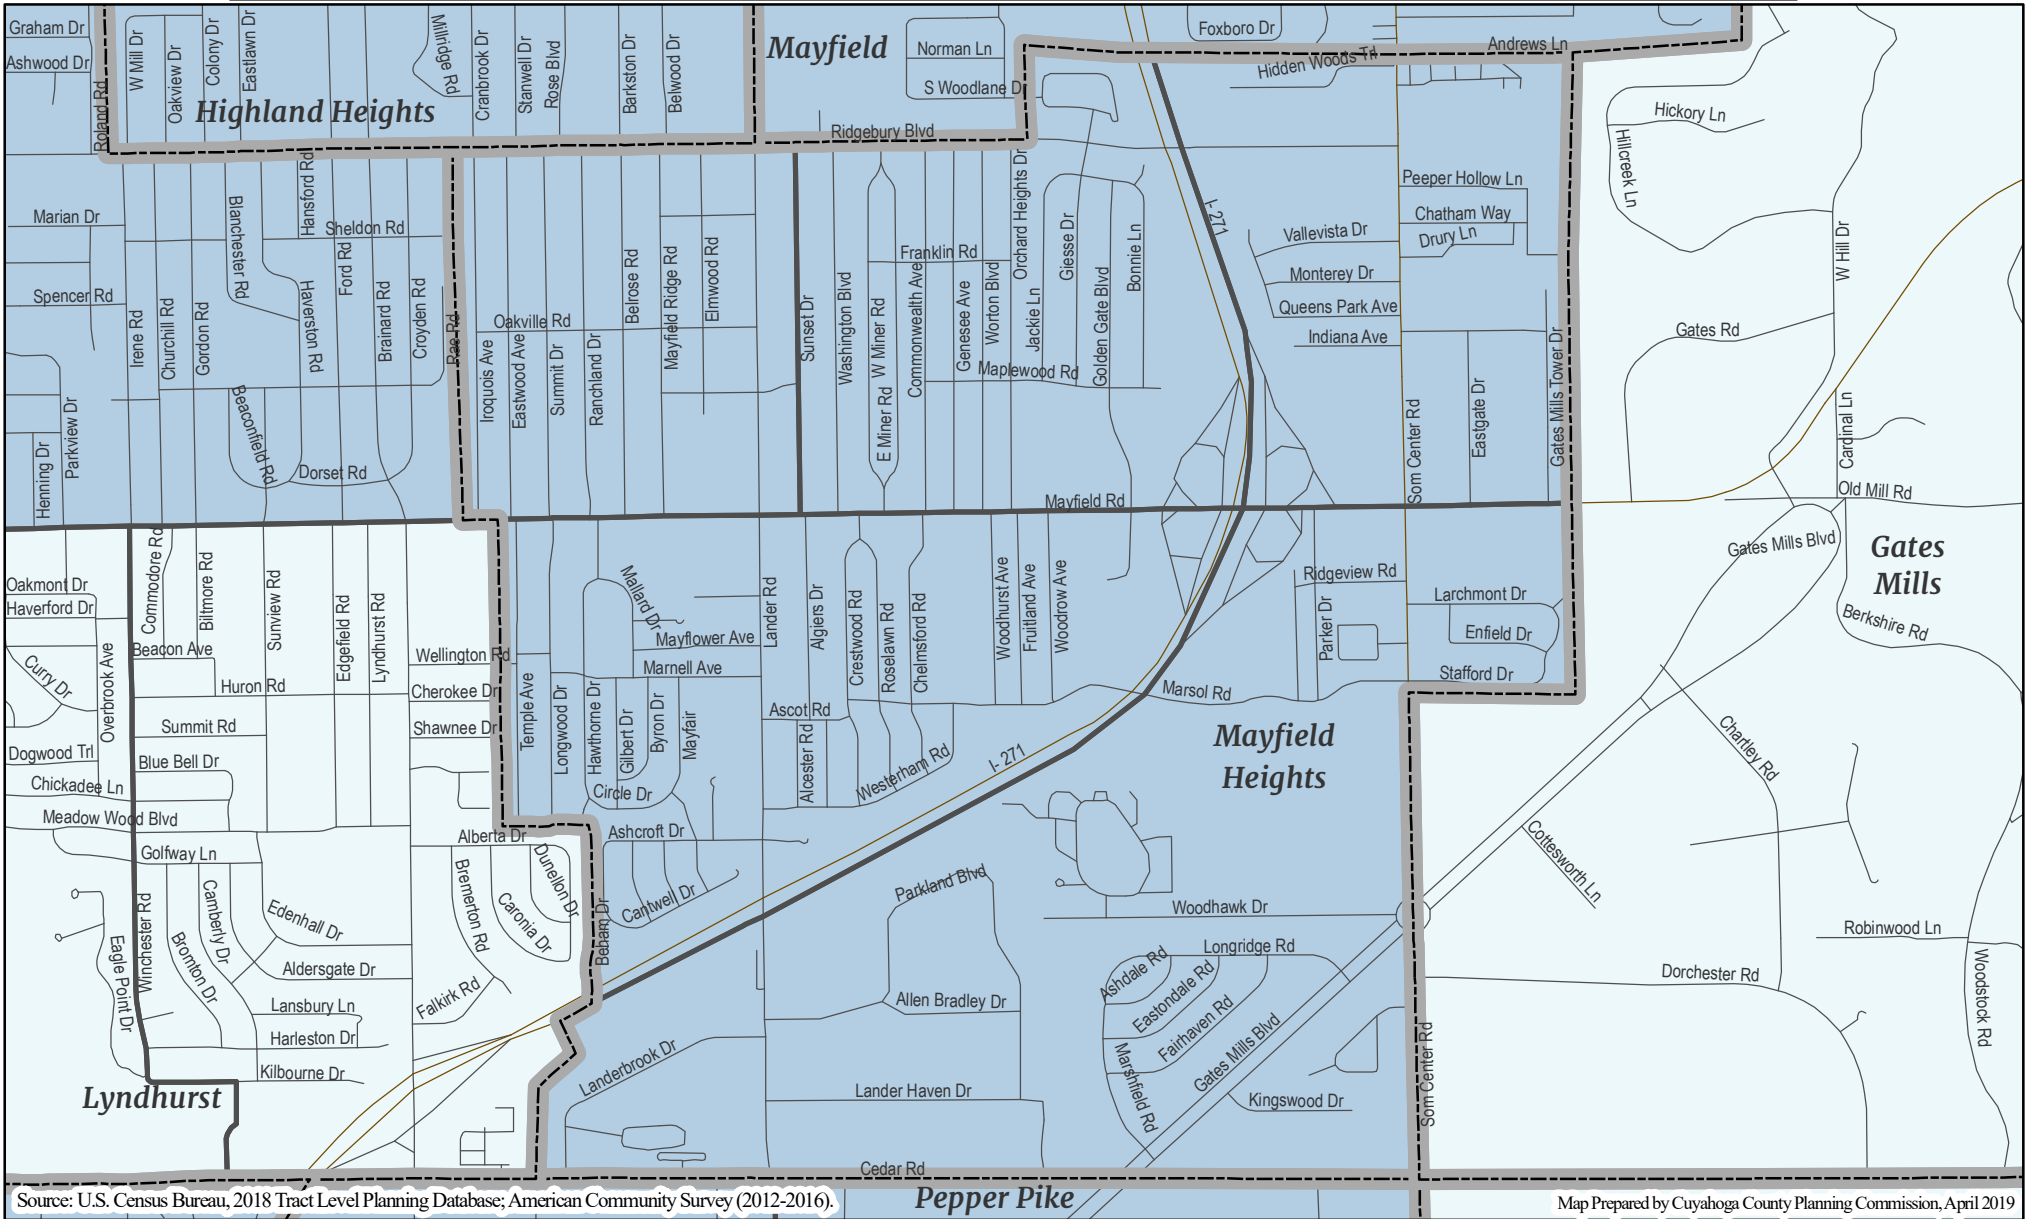 Graham Dr
Ashwood Dr
Roland Rd
W Mill Dr
Oakview Dr
Colony Dr
Eastlawn Dr
Millridge Rd
Cranbrook Dr
Stanwell Dr
Rose Blvd
Barkston Dr
Belwood Dr
Highland Heights
Mayfield
Norman Ln
S Woodlane Dr
Ridgebury Blvd
Foxboro Dr
Hidden Woods Trl
Andrews Ln
Hickory Ln
Hillcreek Ln
W Hill Dr
Marian Dr
Spencer Rd
Irene Rd
Churchill Rd
Gordon Rd
Blanchester Rd
Hansford Rd
Sheldon Rd
Ford Rd
Haverston Rd
Brainard Rd
Croyden Rd
Rae Rd
Oakville Rd
Iroquois Ave
Eastwood Ave
Summit Dr
Ranchland Dr
Belrose Rd
Mayfield Ridge Rd
Elmwood Rd
Sunset Dr
Washington Blvd
W Miner Rd
E Miner Rd
Franklin Rd
Commonwealth Ave
Genesee Ave
Worton Blvd
Orchard Heights Dr
Jackie Ln
Giesse Dr
Golden Gate Blvd
Bonnie Ln
Maplewood Rd
I- 271
Peeper Hollow Ln
Chatham Way
Drury Ln
Vallevista Dr
Monterey Dr
Queens Park Ave
Indiana Ave
Som Center Rd
Eastgate Dr
Gates Mills Tower Dr
Gates Rd
Cardinal Ln
Old Mill Rd
Henning Dr
Parkview Dr
Beaconfield Rd
Dorset Rd
Mayfield Rd
Oakmont Dr
Haverford Dr
Curry Dr
Overbrook Ave
Commodore Rd
Biltmore Rd
Beacon Ave
Huron Rd
Sunview Rd
Edgefield Rd
Lyndhurst Rd
Wellington Rd
Cherokee Dr
Shawnee Dr
Summit Rd
Dogwood Trl
Blue Bell Dr
Chickadee Ln
Meadow Wood Blvd
Golfway Ln
Alberta Dr
Temple Ave
Longwood Dr
Hawthorne Dr
Gilbert Dr
Byron Dr
Mayfair
Mallard Dr
Mayflower Ave
Marnell Ave
Circle Dr
Lander Rd
Algiers Dr
Crestwood Rd
Roselawn Rd
Chelmsford Rd
Ascot Rd
Alcester Rd
Westerham Rd
Woodhurst Ave
Fruitland Ave
Woodrow Ave
Marsol Rd
I- 271
Ridgeview Rd
Parker Dr
Larchmont Dr
Enfield Dr
Stafford Dr
Mayfield
Heights
Gates Mills Blvd
Gates
Mills
Berkshire Rd
Chartley Rd
Cottesworth Ln
Robinwood Ln
Dorchester Rd
Woodstock Rd
Ashcroft Dr
Cantwell Dr
Beham Dr
Bremerton Rd
Caronia Dr
Dunellon Dr
Eagle Point Dr
Winchester Rd
Bromton Dr
Camberly Dr
Edenhall Dr
Aldersgate Dr
Lansbury Ln
Harleston Dr
Kilbourne Dr
Falkirk Rd
Lyndhurst
Parkland Blvd
Allen Bradley Dr
Landerbrook Dr
Lander Haven Dr
Woodhawk Dr
Longridge Rd
Ashdale Rd
Eastondale Rd
Fairhaven Rd
Marshfield Rd
Gates Mills Blvd
Kingswood Dr
Som Center Rd
Cedar Rd
Pepper Pike
Source: U.S. Census Bureau, 2018 Tract Level Planning Database; American Community Survey (2012-2016).
Map Prepared by Cuyahoga County Planning Commission, April 2019